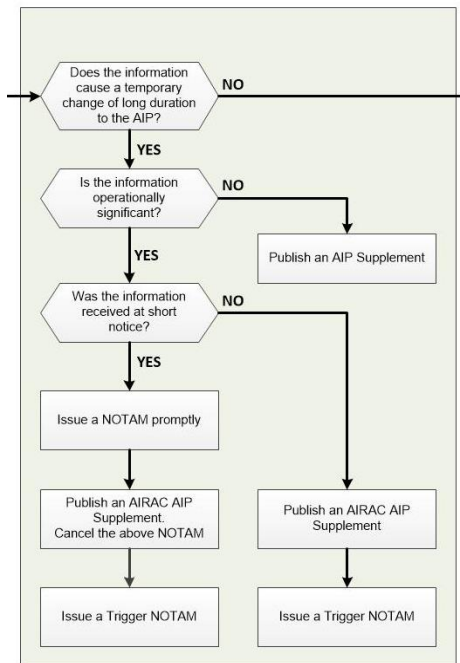 Does the information
cause a temporary
change of long duration
to the AIP?
NO
YES
Is the information
operationally
significant?
NO
Publish an AIP Supplement
YES
Was the information
received at short
notice?
NO
YES
Issue a NOTAM promptly
Publish an AIRAC AIP
Supplement.
Cancel the above NOTAM
Publish an AIRAC AIP
Supplement
Issue a Trigger NOTAM
Issue a Trigger NOTAM